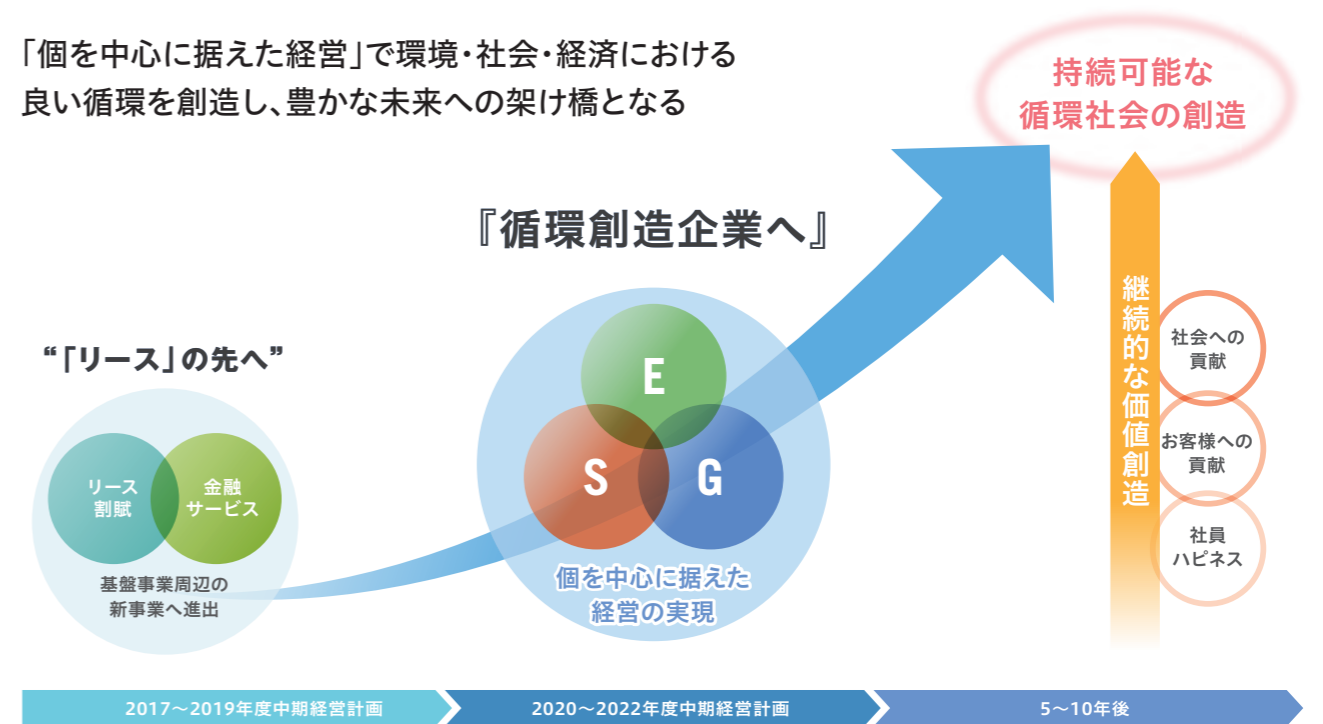 「個を中心に据えた経営」で環境・社会・経済における
良い循環を創造し、豊かな未来への架け橋となる
持続可能な
循環社会の創造
『循環創造企業へ』
“「リース」の先へ”
リース
割賦
金融
サービス
基盤事業周辺の
新事業へ進出
E
S
G
個を中心に据えた
経営の実現
継続的な価値創造
社会への
貢献
お客様への
貢献
社員
ハピネス
2017～2019年度中期経営計画
2020～2022年度中期経営計画
5～10年後